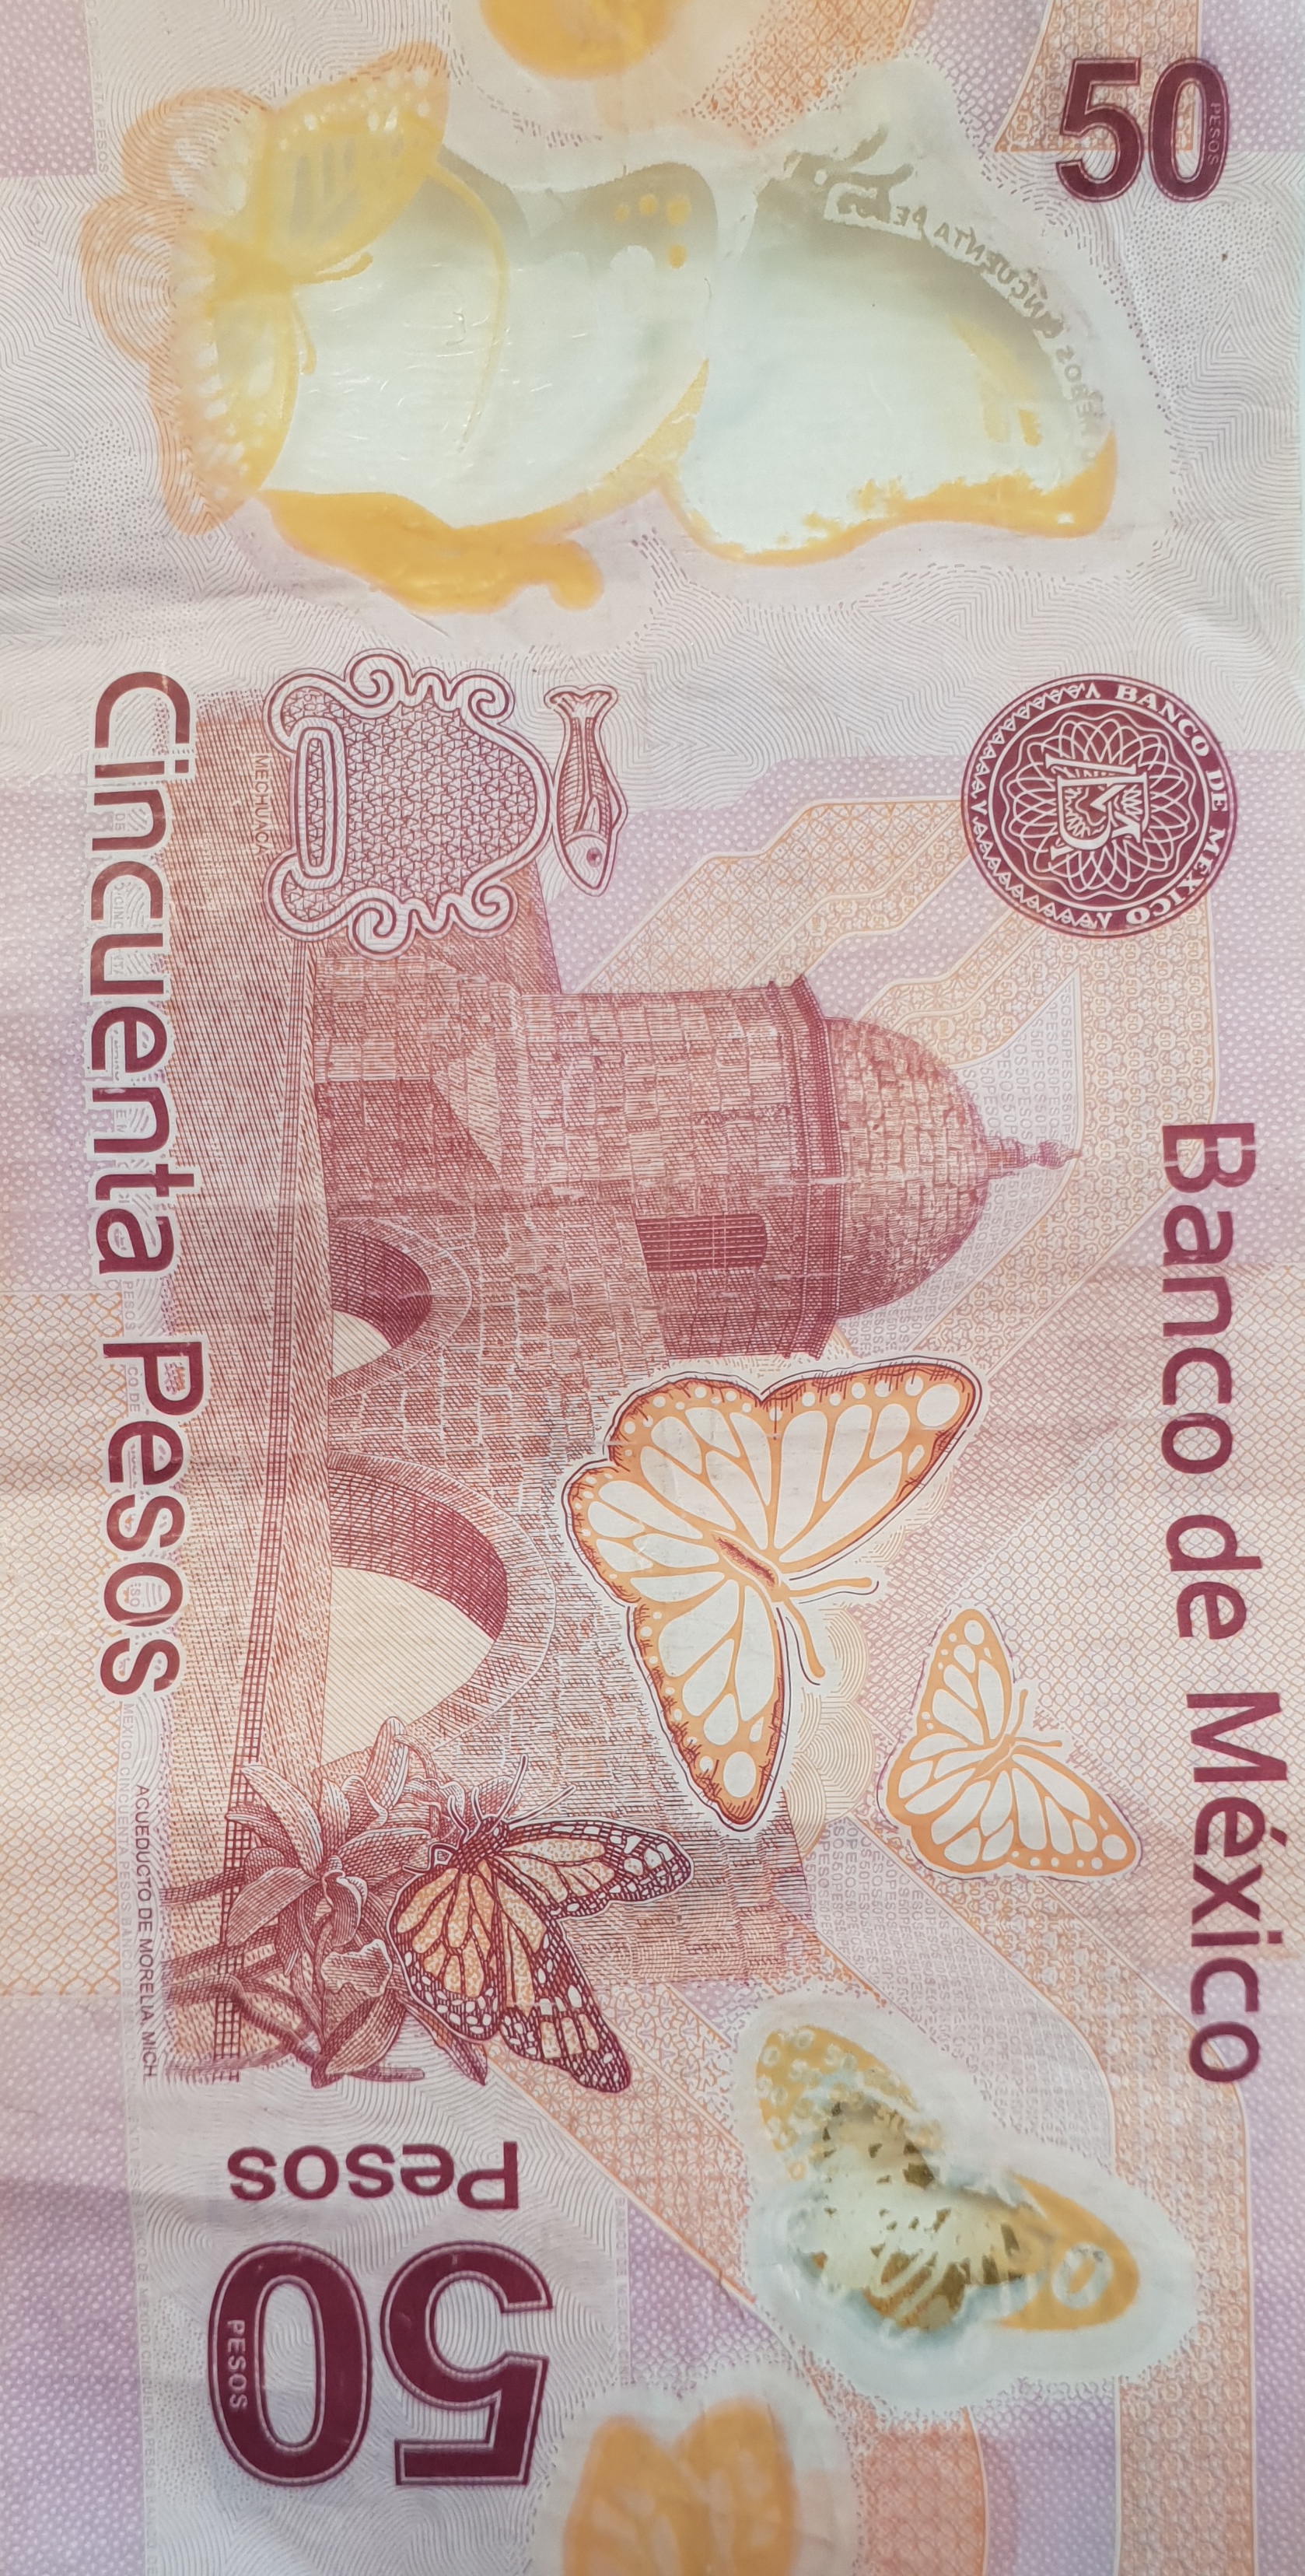 50
PESOS
CINCUENTA PESOS
BANCO DE MEXICO
Banco de México
MECHUACA
Cincuenta Pesos
ACUEDUCTO DE MORELIA, MICH
Pesos
50
PESOS